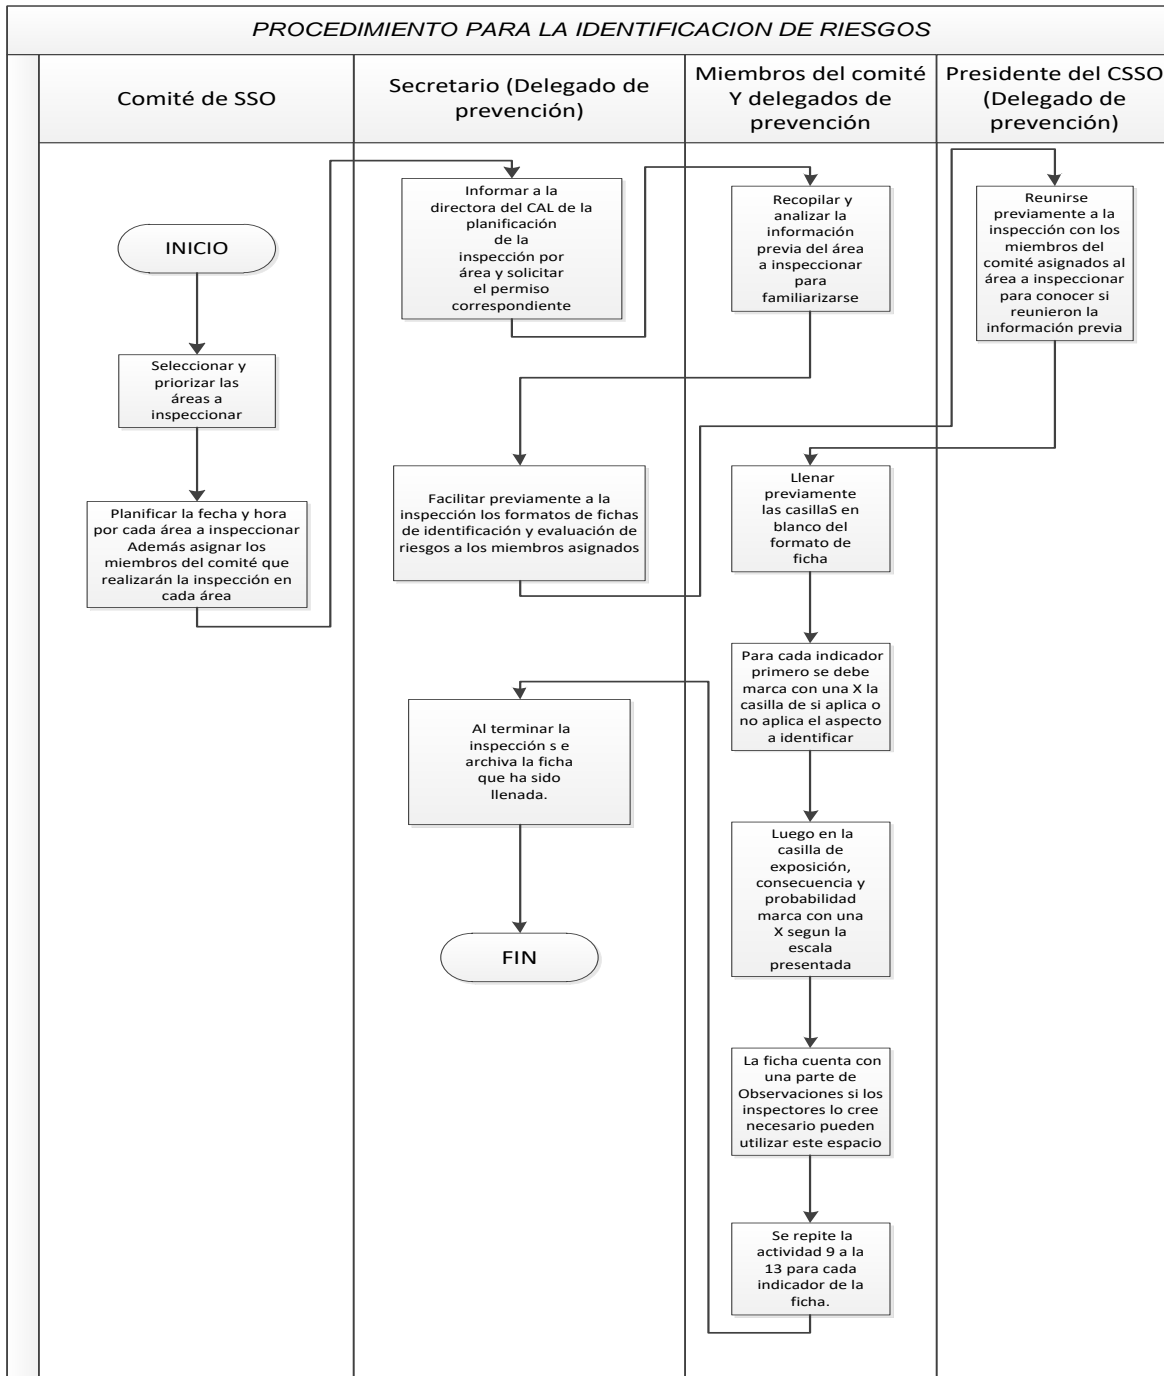 PROCEDIMIENTO PARA LA IDENTIFICACION DE RIESGOS
Comité de SSO
Secretario (Delegado de
prevención)
Miembros del comité
Y delegados de
prevención
Presidente del CSSO
(Delegado de
prevención)
INICIO
Seleccionar y
priorizar las
áreas a
inspeccionar
Planificar la fecha y hora
por cada área a inspeccionar
Además asignar los
miembros del comité que
realizarán la inspección en
cada área
Informar a la
directora del CAL de la
planificación
de la
inspección por
área y solicitar
el permiso
correspondiente
Recopilar y
analizar la
información
previa del área
a inspeccionar
para
familiarizarse
Facilitar previamente a la
inspección los formatos de fichas
de identificación y evaluación de
riesgos a los miembros asignados
Reunirse
previamente a la
inspección con los
miembros del
comité asignados al
área a inspeccionar
para conocer si
reunieron la
información previa
Llenar
previamente
las casillaS en
blanco del
formato de
ficha
Para cada indicador
primero se debe
marca con una X la
casilla de si aplica o
no aplica el aspecto
a identificar
Luego en la
casilla de
exposición,
consecuencia y
probabilidad
marca con una
X segun la
escala
presentada
La ficha cuenta con
una parte de
Observaciones si los
inspectores lo cree
necesario pueden
utilizar este espacio
Se repite la
actividad 9 a la
13 para cada
indicador de la
ficha.
Al terminar la
inspección s e
archiva la ficha
que ha sido
llenada.
FIN